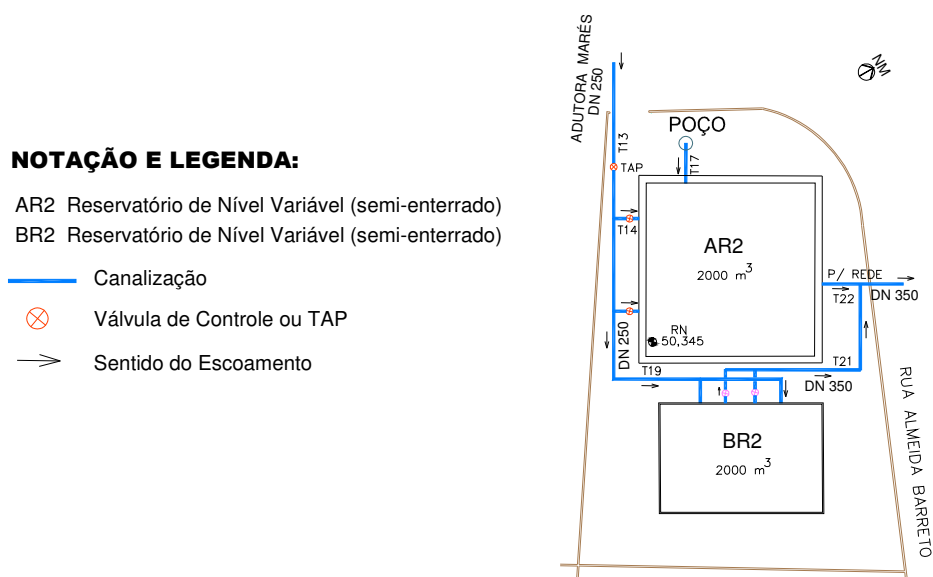 NOTAÇÃO E LEGENDA:
AR2 Reservatório de Nível Variável (semi-enterrado)
BR2 Reservatório de Nível Variável (semi-enterrado)
Canalização
Válvula de Controle ou TAP
Sentido do Escoamento
ADUTORA MARÉS
DN 250
NM
T13
POÇO
TAP
T17
T14
AR2
2000 m³
P/ REDE
T22
DN 350
RN
50,345
DN 250
T19
T21
DN 350
BR2
2000 m³
RUA ALMEIDA BARRETO